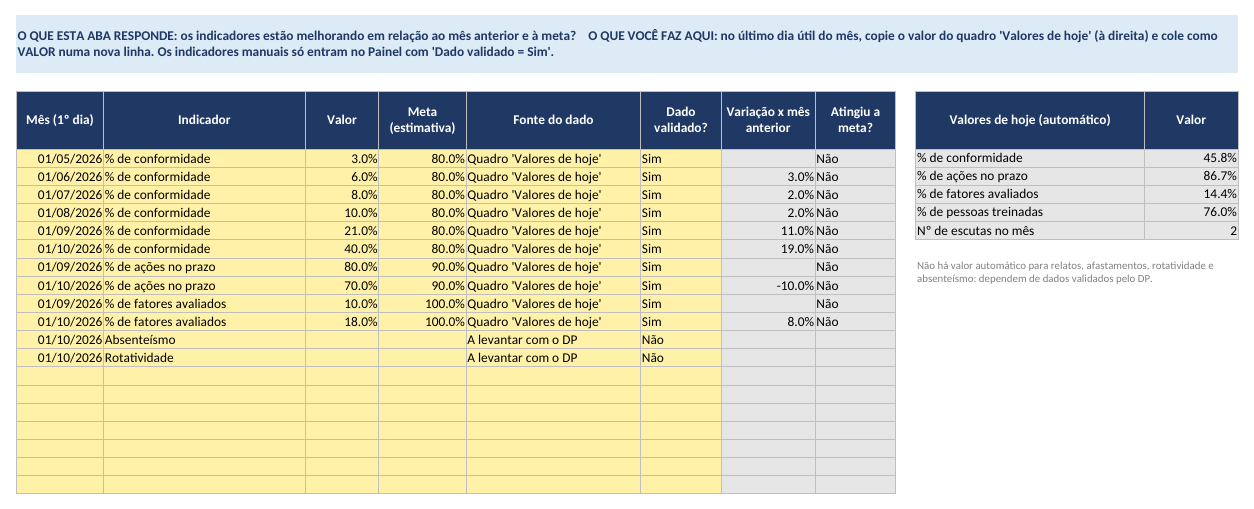 O QUE ESTA ABA RESPONDE: os indicadores estão melhorando em relação ao mês anterior e à meta? O QUE VOCÊ FAZ AQUI: no último dia útil do mês, copie o valor do quadro 'Valores de hoje' (à direita) e cole como
VALOR numa nova linha. Os indicadores manuais só entram no Painel com 'Dado validado = Sim'.
Mês (1º dia) Indicador Valor Meta (estimativa) Fonte do dado Dado validado? Variação x mês anterior Atingiu a meta?
01/05/2026 % de conformidade 3.0% 80.0% Quadro 'Valores de hoje' Sim Não
01/06/2026 % de conformidade 6.0% 80.0% Quadro 'Valores de hoje' Sim 3.0% Não
01/07/2026 % de conformidade 8.0% 80.0% Quadro 'Valores de hoje' Sim 2.0% Não
01/08/2026 % de conformidade 10.0% 80.0% Quadro 'Valores de hoje' Sim 2.0% Não
01/09/2026 % de conformidade 21.0% 80.0% Quadro 'Valores de hoje' Sim 11.0% Não
01/10/2026 % de conformidade 40.0% 80.0% Quadro 'Valores de hoje' Sim 19.0% Não
01/09/2026 % de ações no prazo 80.0% 90.0% Quadro 'Valores de hoje' Sim Não
01/10/2026 % de ações no prazo 70.0% 90.0% Quadro 'Valores de hoje' Sim -10.0% Não
01/09/2026 % de fatores avaliados 10.0% 100.0% Quadro 'Valores de hoje' Sim Não
01/10/2026 % de fatores avaliados 18.0% 100.0% Quadro 'Valores de hoje' Sim 8.0% Não
01/10/2026 Absenteísmo A levantar com o DP Não
01/10/2026 Rotatividade A levantar com o DP Não
Valores de hoje (automático) Valor
% de conformidade 45.8%
% de ações no prazo 86.7%
% de fatores avaliados 14.4%
% de pessoas treinadas 76.0%
Nº de escutas no mês 2
Não há valor automático para relatos, afastamentos, rotatividade e
absenteísmo: dependem de dados validados pelo DP.